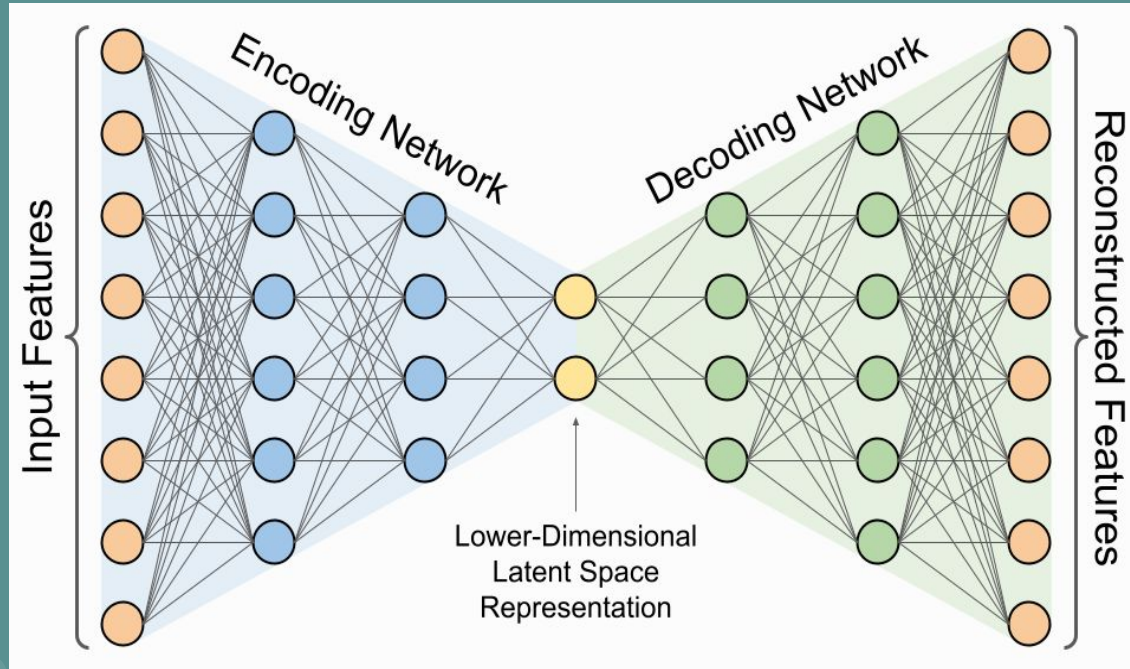 Encoding Network
Decoding Network
Input Features
Reconstructed Features
Lower-Dimensional
Latent Space
Representation